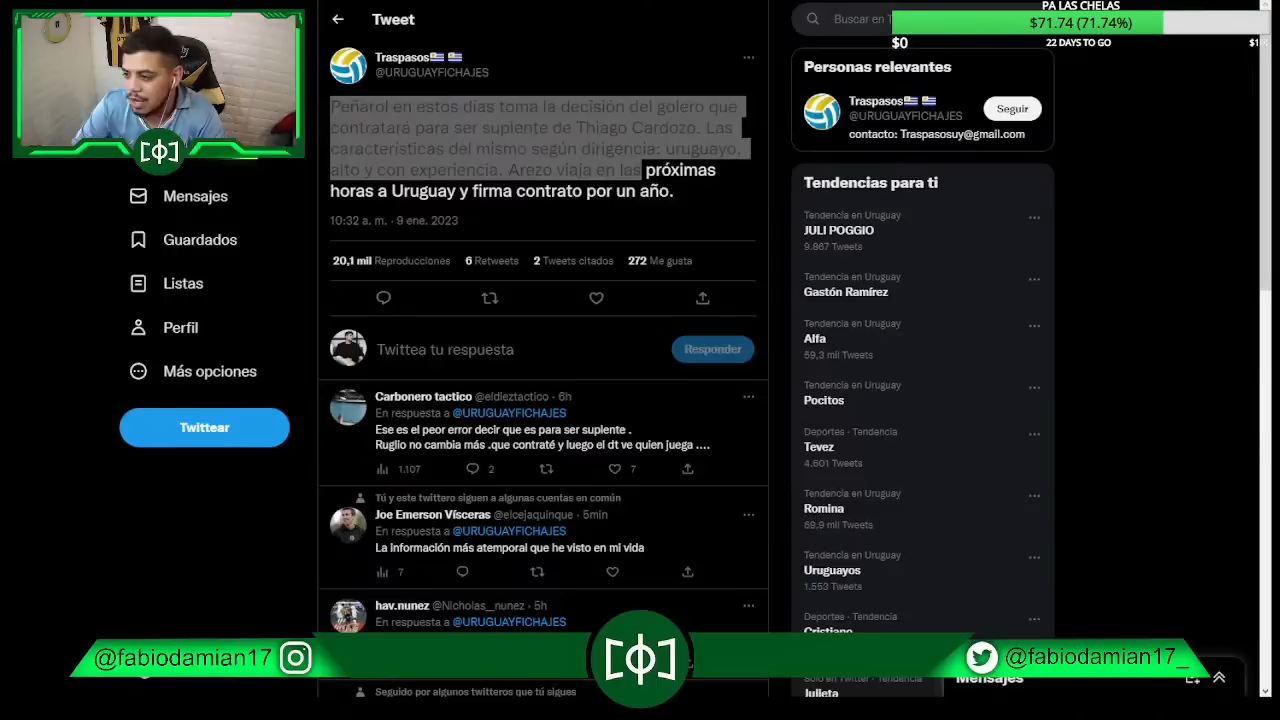 PA LAS CHELAS
$71.74 (71.74%)
$0
22 DAYS TO GO
Tweet
Buscar en
Traspasos
@URUGUAYFICHAJES
Peñarol en estos días toma la decisión del golero que
contratará para ser suplente de Thiago Cardozo. Las
características del mismo según dirigencia: uruguayo,
alto y con experiencia. Arezo viaja en las próximas
horas a Uruguay y firma contrato por un año.
10:32 a. m. · 9 ene. 2023
20,1 mil Reproducciones 6 Retweets 2 Tweets citados 272 Me gusta
Twittea tu respuesta
Responder
Carbonero tactico @eldieztactico · 6h
En respuesta a @URUGUAYFICHAJES
Ese es el peor error decir que es para ser suplente .
Ruglio no cambia más .que contraté y luego el dt ve quien juega ....
1.107 2 7
Tú y este twittero siguen a algunas cuentas en común
Joe Emerson Vísceras @elcejaquinque · 5min
En respuesta a @URUGUAYFICHAJES
La información más atemporal que he visto en mi vida
7
hav.nunez @Nicholas_nunez · 5h
En respuesta a @URUGUAYFICHAJES
Seguido por algunos twitteros que tú sigues
Mensajes
Guardados
Listas
Perfil
Más opciones
Twittear
Personas relevantes
Traspasos
@URUGUAYFICHAJES
Seguir
contacto: Traspasosuy@gmail.com
Tendencias para ti
Tendencia en Uruguay
JULI POGGIO
9.867 Tweets
Tendencia en Uruguay
Gastón Ramírez
Tendencia en Uruguay
Alfa
59,3 mil Tweets
Tendencia en Uruguay
Pocitos
Deportes · Tendencia
Tevez
4.601 Tweets
Tendencia en Uruguay
Romina
69,9 mil Tweets
Tendencia en Uruguay
Uruguayos
1.553 Tweets
Deportes · Tendencia
Cristiano
Solo en Twitter · Tendencia
Julieta
Mensajes
@fabiodamian17
@fabiodamian17_